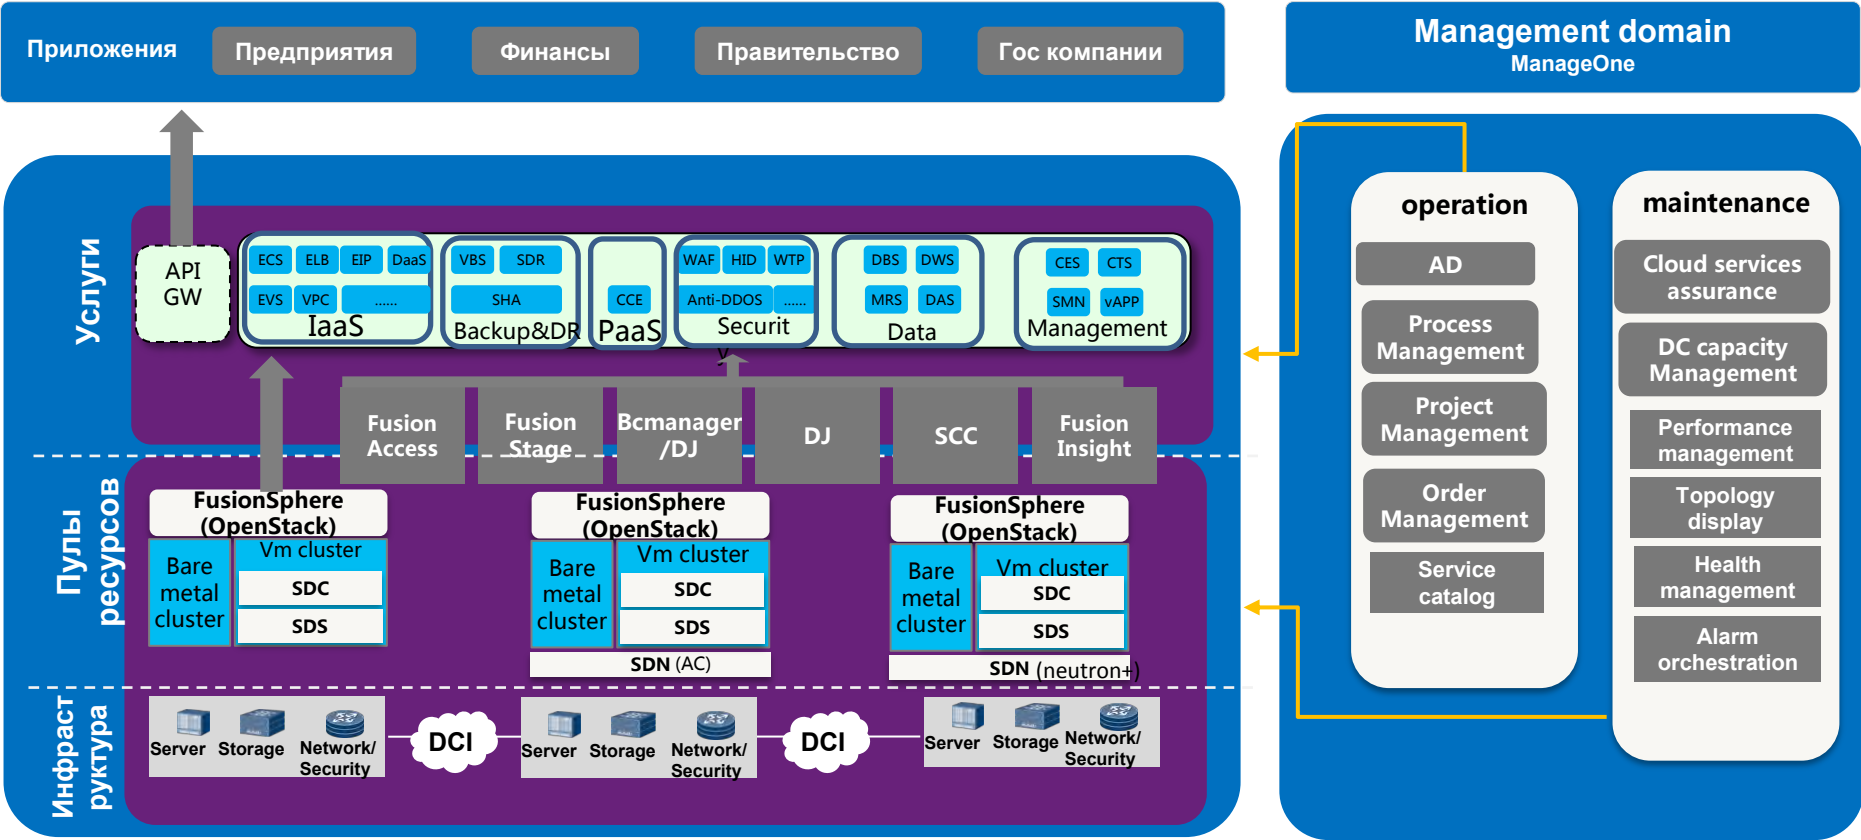 Приложения
Предприятия
Финансы
Правительство
Гос компании
Management domain
ManageOne
Услуги
API
GW
ECS
ELB
EIP
DaaS
EVS
VPC
......
IaaS
VBS
SDR
SHA
Backup&DR
CCE
PaaS
WAF
HID
WTP
Anti-DDOS
......
Securit
y
DBS
DWS
MRS
DAS
Data
CES
CTS
SMN
vAPP
Management
Fusion
Access
Fusion
Stage
Bcmanager
/DJ
DJ
SCC
Fusion
Insight
Пулы
ресурсов
FusionSphere
(OpenStack)
Bare
metal
cluster
Vm cluster
SDC
SDS
FusionSphere
(OpenStack)
Bare
metal
cluster
Vm cluster
SDC
SDS
SDN (AC)
FusionSphere
(OpenStack)
Bare
metal
cluster
Vm cluster
SDC
SDS
SDN (neutron+)
Инфраст
руктура
Server
Storage
Network/
Security
DCI
Server
Storage
Network/
Security
DCI
Server
Storage
Network/
Security
operation
AD
Process
Management
Project
Management
Order
Management
Service
catalog
maintenance
Cloud services
assurance
DC capacity
Management
Performance
management
Topology
display
Health
management
Alarm
orchestration